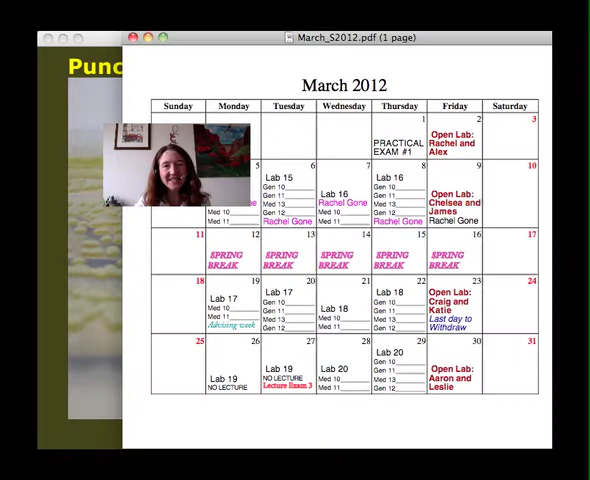 March_S2012.pdf (1 page)
Punc
March 2012
Sunday Monday Tuesday Wednesday Thursday Friday Saturday
1 2 3
PRACTICAL
EXAM #1
Open Lab:
Rachel and
Alex
5 6 7 8 9 10
Med 10
Med 11
Lab 15
Gen 10
Gen 11
Med 13
Gen 12
Rachel Gone
Lab 16
Rachel Gone
Med 10
Med 11
Lab 16
Gen 10
Gen 11
Med 13
Gen 12
Rachel Gone
Open Lab:
Chelsea and
James
Rachel Gone
11 12 13 14 15 16 17
SPRING
BREAK
SPRING
BREAK
SPRING
BREAK
SPRING
BREAK
SPRING
BREAK
18 19 20 21 22 23 24
Lab 17
Med 10
Med 11
Advising week
Lab 17
Gen 10
Gen 11
Med 13
Gen 12
Lab 18
Med 10
Med 11
Lab 18
Gen 10
Gen 11
Med 13
Gen 12
Open Lab:
Craig and
Katie
Last day to
Withdraw
25 26 27 28 29 30 31
Lab 19
NO LECTURE
Lab 19
NO LECTURE
Lecture Exam 3
Lab 20
Med 10
Med 11
Lab 20
Gen 10
Gen 11
Med 13
Gen 12
Open Lab:
Aaron and
Leslie